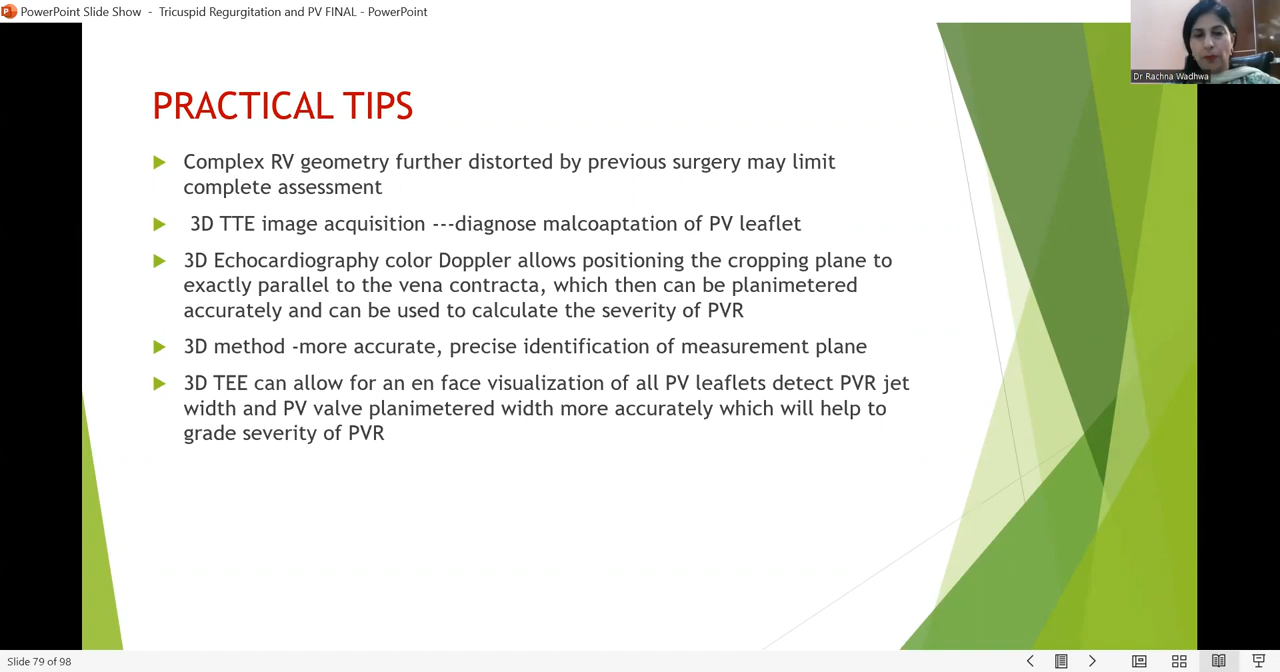 PowerPoint Slide Show - Tricuspid Regurgitation and PV FINAL - PowerPoint
Dr Rachna Wadhwa
PRACTICAL TIPS
Complex RV geometry further distorted by previous surgery may limit
complete assessment
3D TTE image acquisition ---diagnose malcoaptation of PV leaflet
3D Echocardiography color Doppler allows positioning the cropping plane to
exactly parallel to the vena contracta, which then can be planimetered
accurately and can be used to calculate the severity of PVR
3D method -more accurate, precise identification of measurement plane
3D TEE can allow for an en face visualization of all PV leaflets detect PVR jet
width and PV valve planimetered width more accurately which will help to
grade severity of PVR
Slide 79 of 98